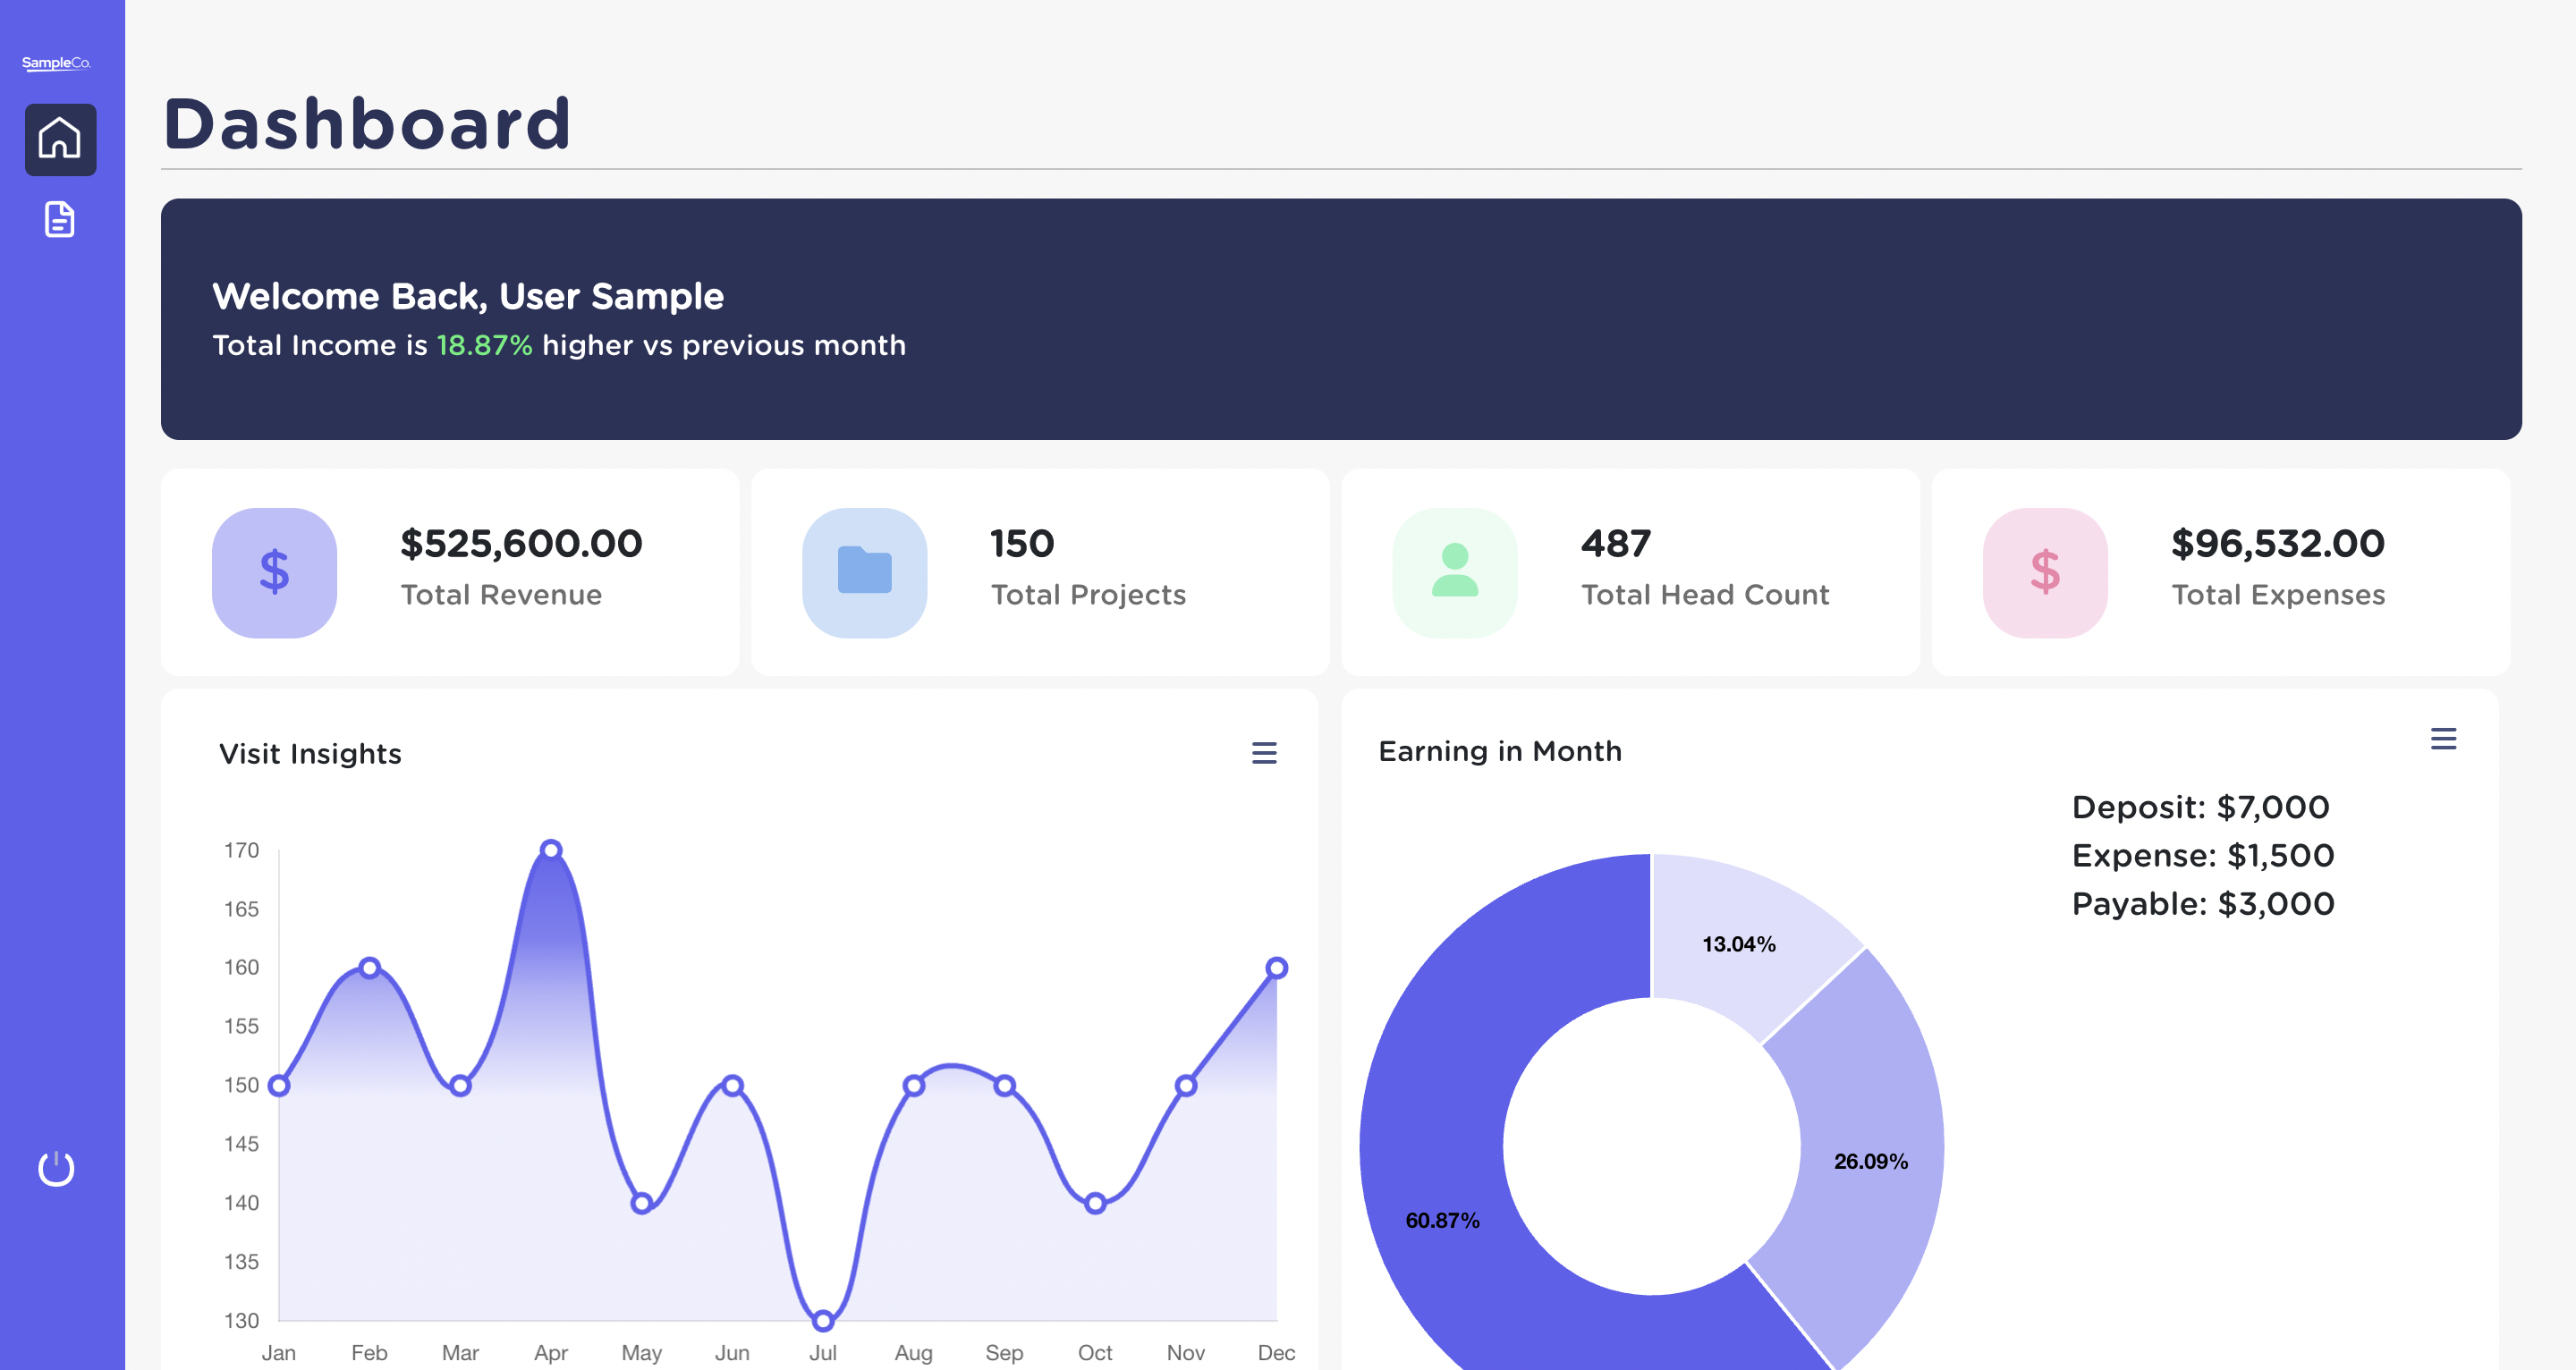 SampleCo.
Dashboard
Welcome Back, User Sample
Total Income is 18.87% higher vs previous month
$525,600.00
Total Revenue
150
Total Projects
487
Total Head Count
$96,532.00
Total Expenses
Visit Insights
170
165
160
155
150
145
140
135
130
Jan Feb Mar Apr May Jun Jul Aug Sep Oct Nov Dec
Earning in Month
Deposit: $7,000
Expense: $1,500
Payable: $3,000
13.04%
26.09%
60.87%